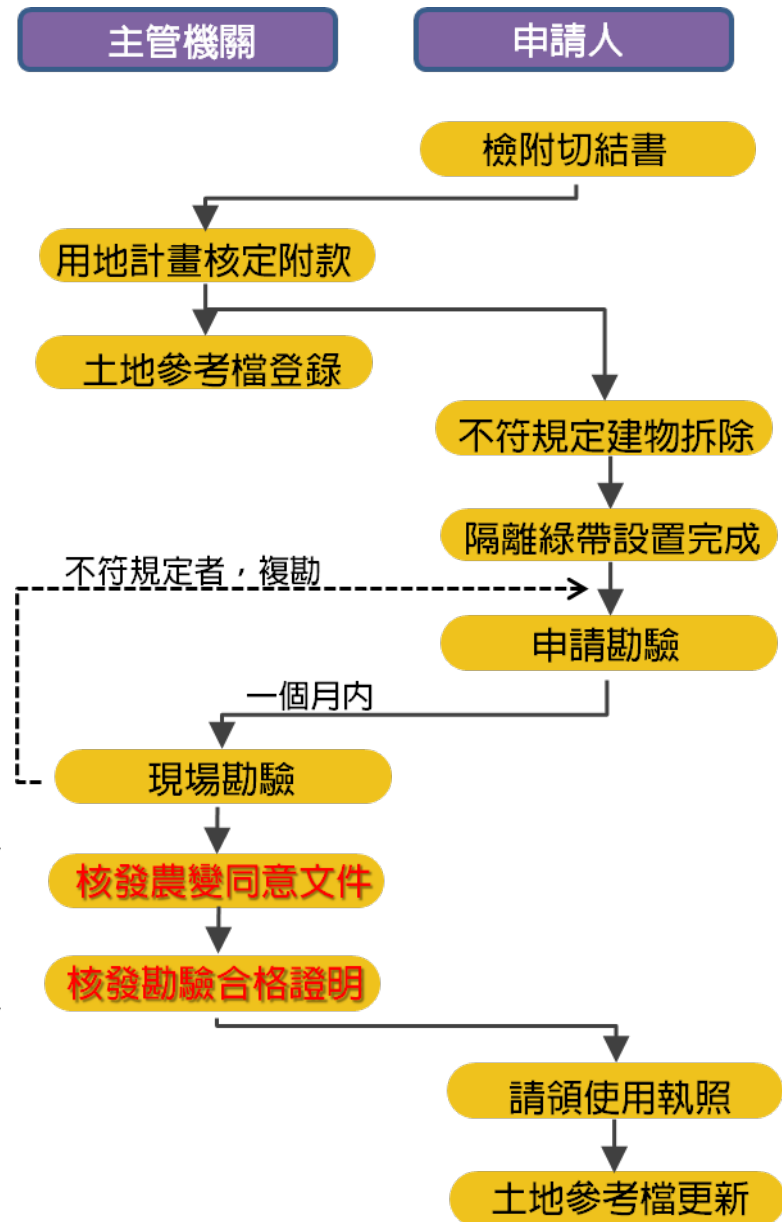 主管機關
申請人
檢附切結書
用地計畫核定附款
土地參考檔登錄
不符規定建物拆除
隔離綠帶設置完成
不符規定者，複勘
申請勘驗
一個月内
現場勘驗
核發農變同意文件
核發勘驗合格證明
請領使用執照
土地參考檔更新